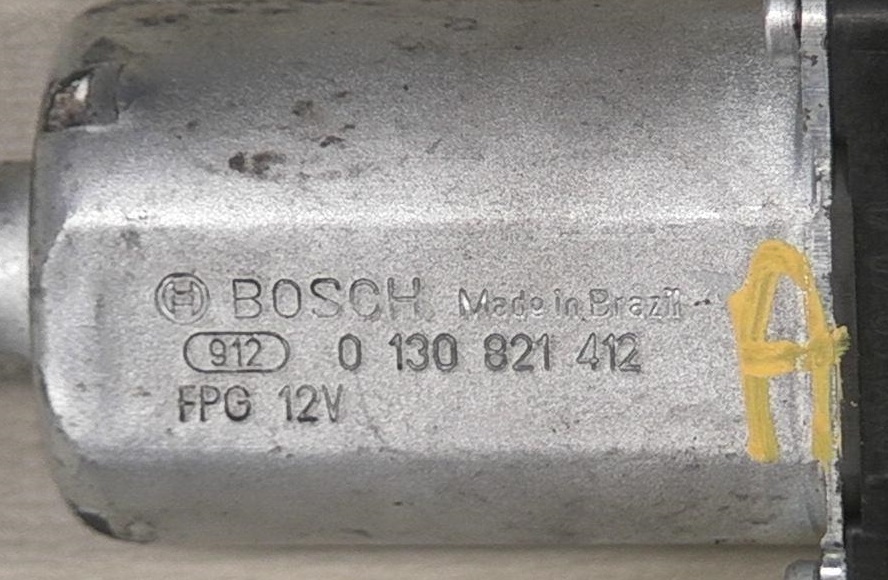 BOSCH Made in Brazil
912 0 130 821 412
FPG 12V
A